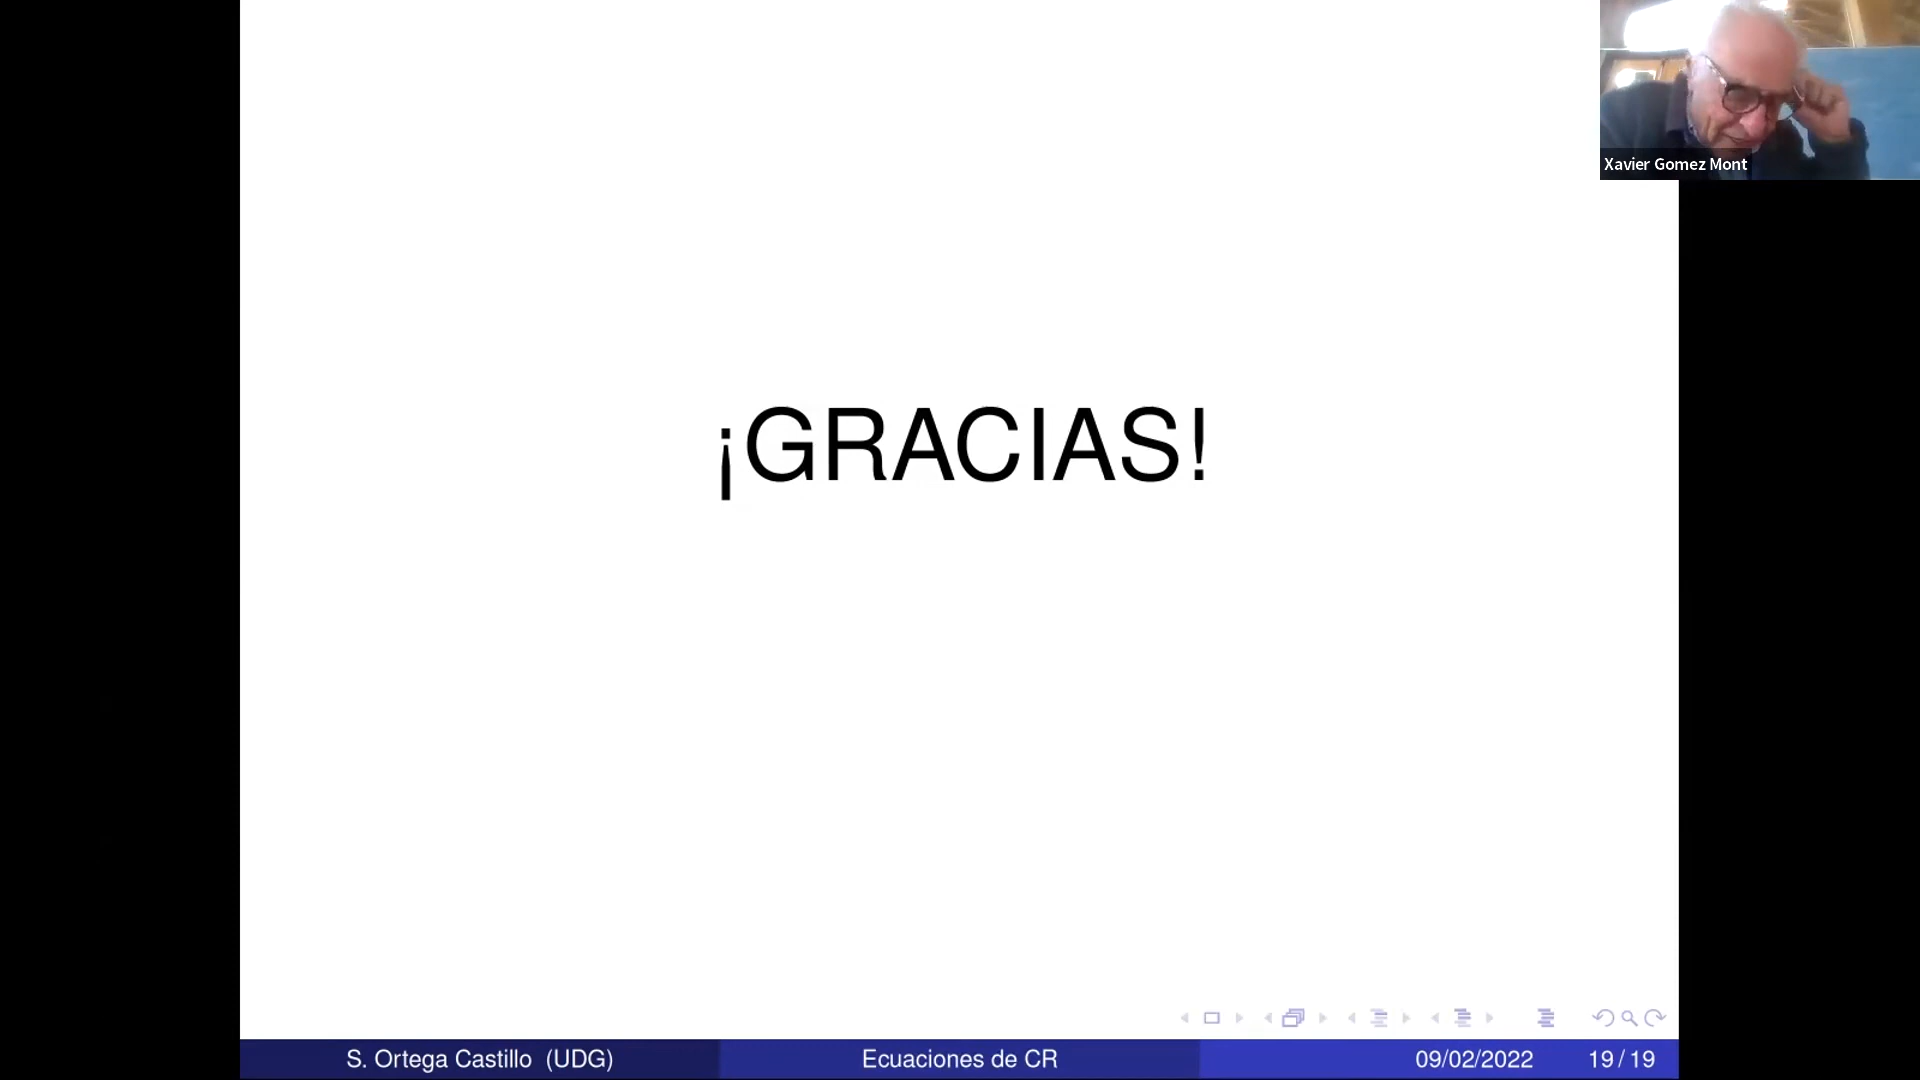 Xavier Gomez Mont
¡GRACIAS!
S. Ortega Castillo (UDG) Ecuaciones de CR 09/02/2022 19 / 19